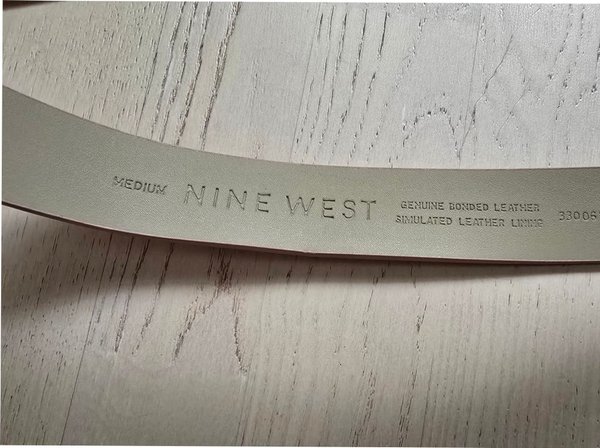 MEDIUM NINE WEST
GENUINE BONDED LEATHER
SIMULATED LEATHER LINING